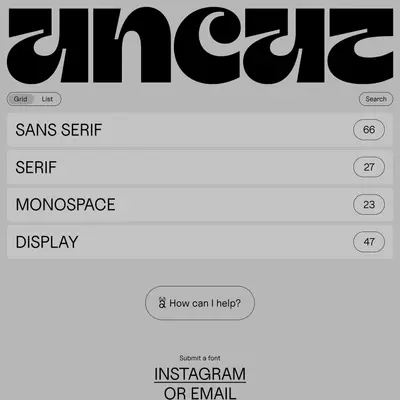 uncut
Grid List Search
SANS SERIF 66
SERIF 27
MONOSPACE 23
DISPLAY 47
How can I help?
Submit a font
INSTAGRAM
OR EMAIL